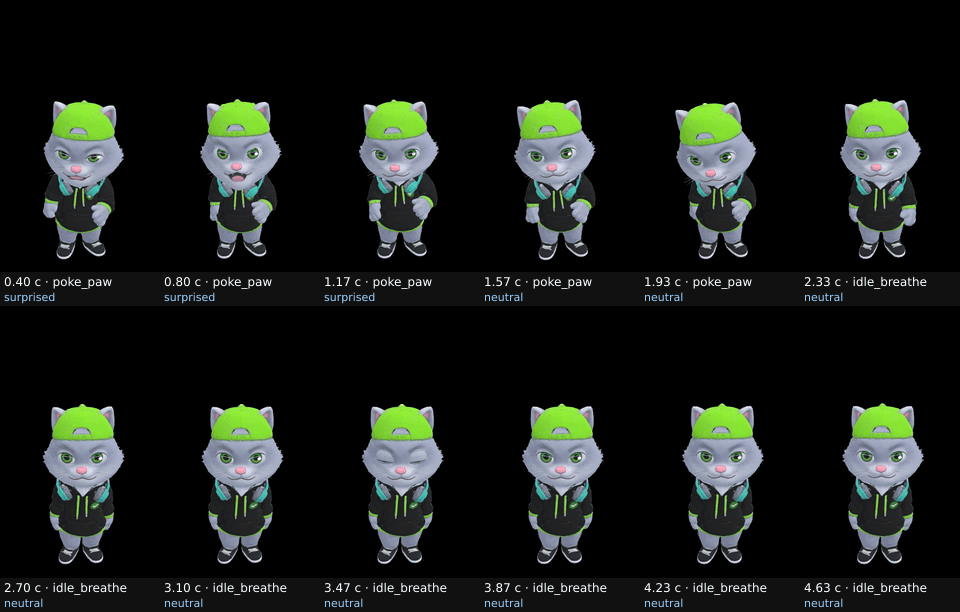 0.40 c · poke_paw
surprised
0.80 c · poke_paw
surprised
1.17 c · poke_paw
surprised
1.57 c · poke_paw
neutral
1.93 c · poke_paw
neutral
2.33 c · idle_breathe
neutral
2.70 c · idle_breathe
neutral
3.10 c · idle_breathe
neutral
3.47 c · idle_breathe
neutral
3.87 c · idle_breathe
neutral
4.23 c · idle_breathe
neutral
4.63 c · idle_breathe
neutral